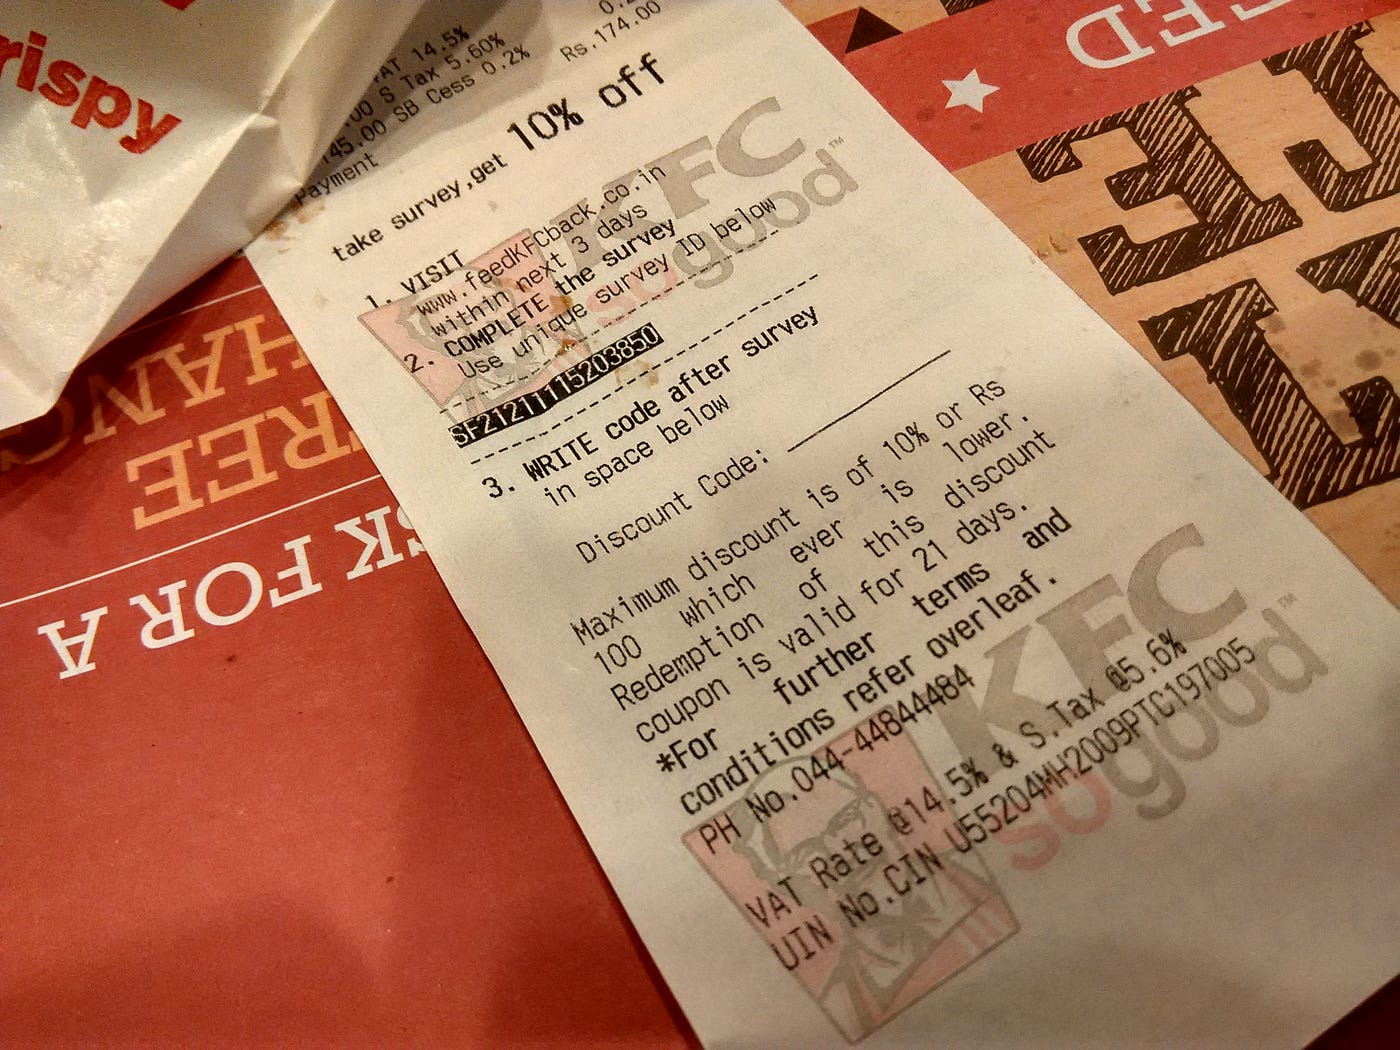 rispy
AT 14.5%
.00 S Tax 5.60%
145.00 SB Cess 0.2%
Payment Rs.174.00
take survey,get 10% off
1. VISIT
www.feedKFCback.co.in
within next 3 days
2. COMPLETE the survey
Use unique survey ID below
SF21211115203850
3. WRITE code after survey
in space below
Discount Code:
Maximum discount is of 10% or Rs
100 which ever is lower.
Redemption of this discount
coupon is valid for 21 days.
*For further terms and
conditions refer overleaf.
PH No.044-44844484
VAT Rate @14.5% & S.Tax @5.6%
UIN No.CIN U55204MH2009PTC197005
KFC
so good™
KFC
so good™
SK FOR A
FREE